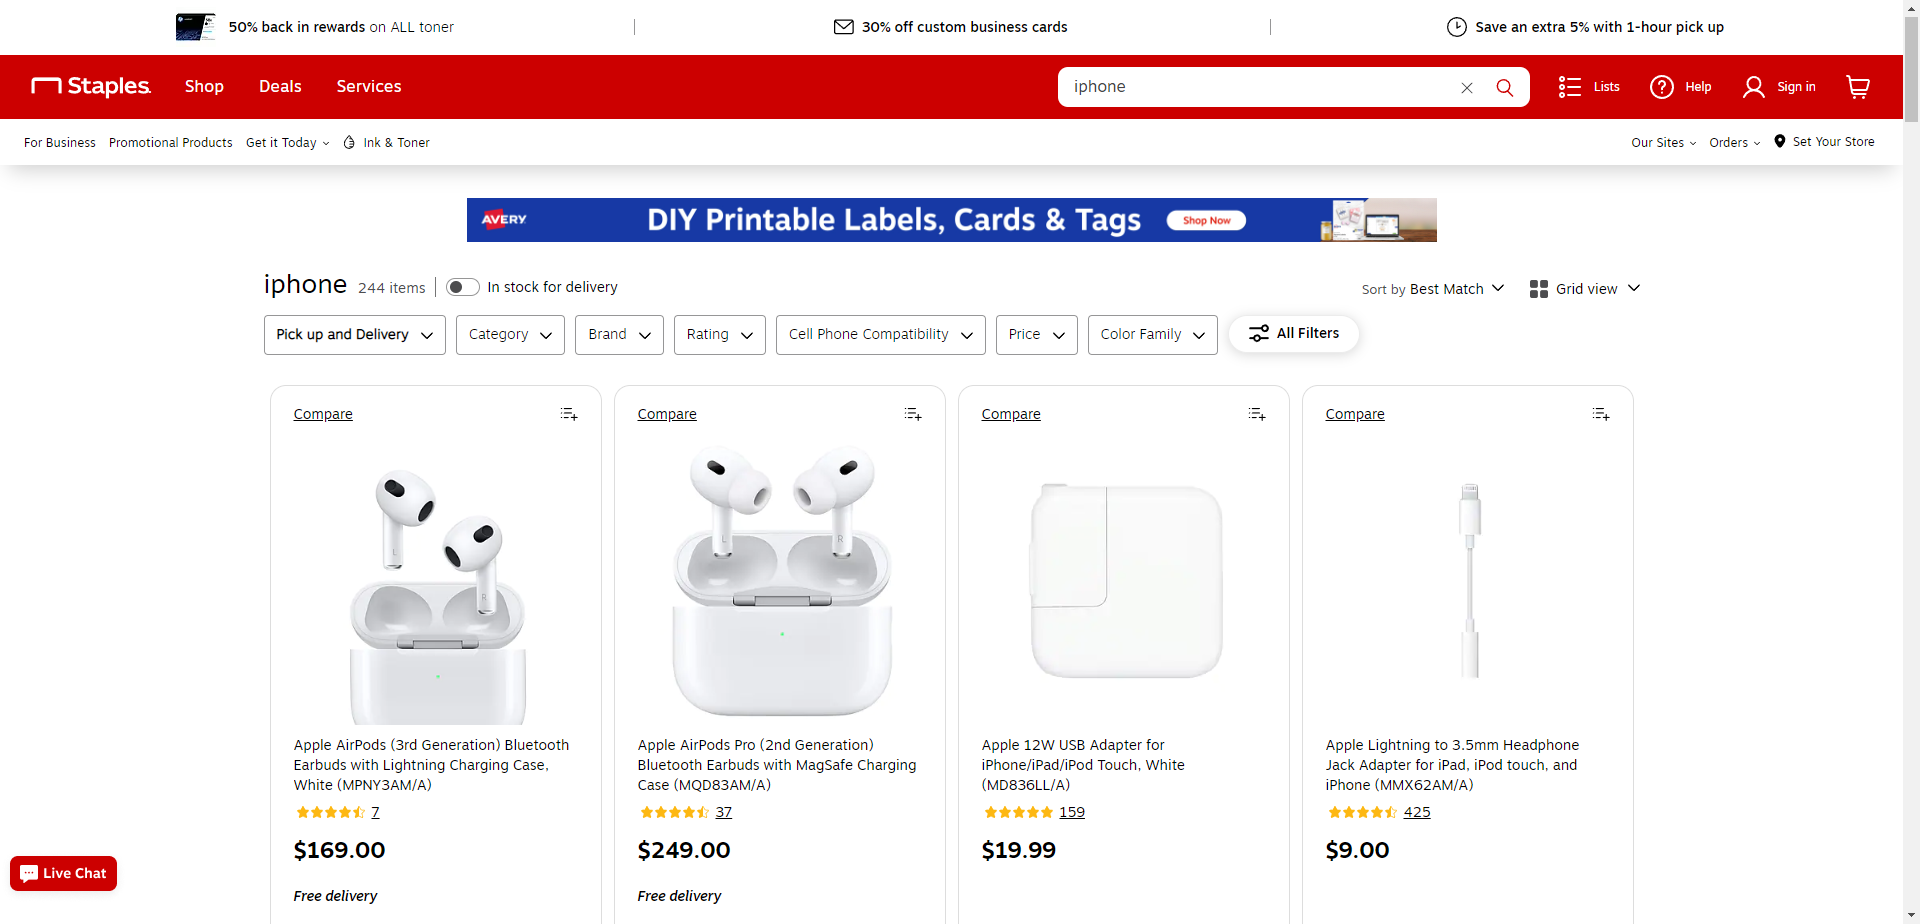 50% back in rewards on ALL toner
30% off custom business cards
Save an extra 5% with 1-hour pick up
Staples
Shop
Deals
Services
iphone
Lists
Help
Sign in
For Business
Promotional Products
Get it Today
Ink & Toner
Our Sites
Orders
Set Your Store
AVERY
DIY Printable Labels, Cards & Tags
Shop Now
iphone
244 items
In stock for delivery
Sort by Best Match
Grid view
Pick up and Delivery
Category
Brand
Rating
Cell Phone Compatibility
Price
Color Family
All Filters
Compare
Compare
Compare
Compare
Apple AirPods (3rd Generation) Bluetooth
Earbuds with Lightning Charging Case,
White (MPNY3AM/A)
7
$169.00
Free delivery
Apple AirPods Pro (2nd Generation)
Bluetooth Earbuds with MagSafe Charging
Case (MQD83AM/A)
37
$249.00
Free delivery
Apple 12W USB Adapter for
iPhone/iPad/iPod Touch, White
(MD836LL/A)
159
$19.99
Apple Lightning to 3.5mm Headphone
Jack Adapter for iPad, iPod touch, and
iPhone (MMX62AM/A)
425
$9.00
Live Chat